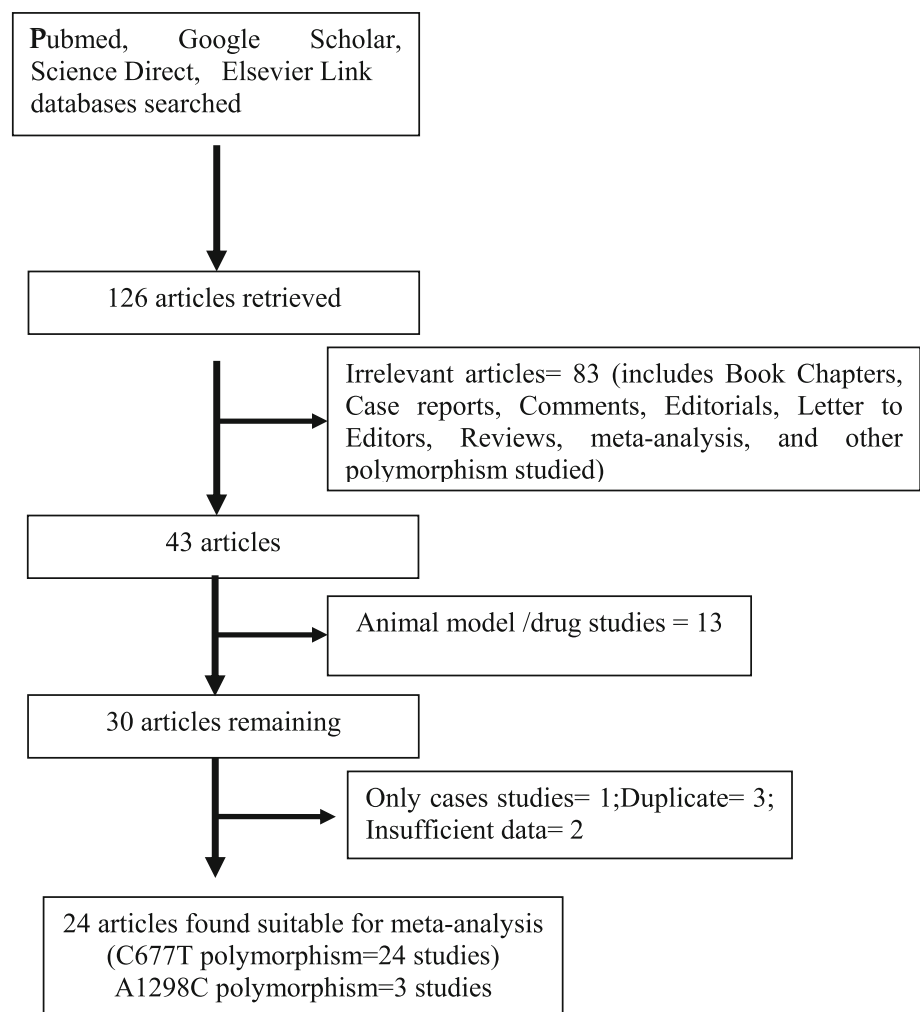 Pubmed, Google Scholar,
Science Direct, Elsevier Link
databases searched
126 articles retrieved
Irrelevant articles= 83 (includes Book Chapters,
Case reports, Comments, Editorials, Letter to
Editors, Reviews, meta-analysis, and other
polymorphism studied)
43 articles
Animal model /drug studies = 13
30 articles remaining
Only cases studies= 1;Duplicate= 3;
Insufficient data= 2
24 articles found suitable for meta-analysis
(C677T polymorphism=24 studies)
A1298C polymorphism=3 studies